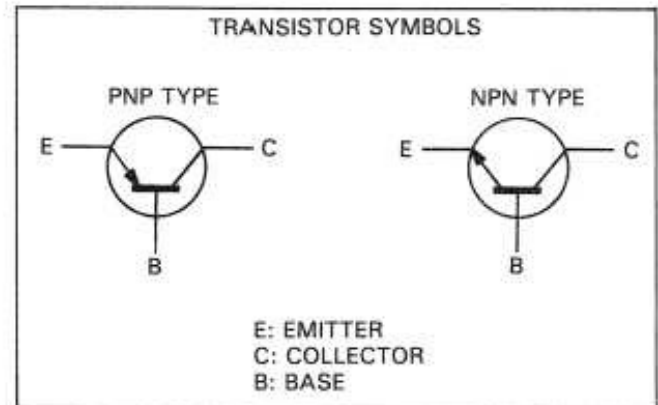 TRANSISTOR SYMBOLS
PNP TYPE NPN TYPE
E C E C
B B
E: EMITTER
C: COLLECTOR
B: BASE